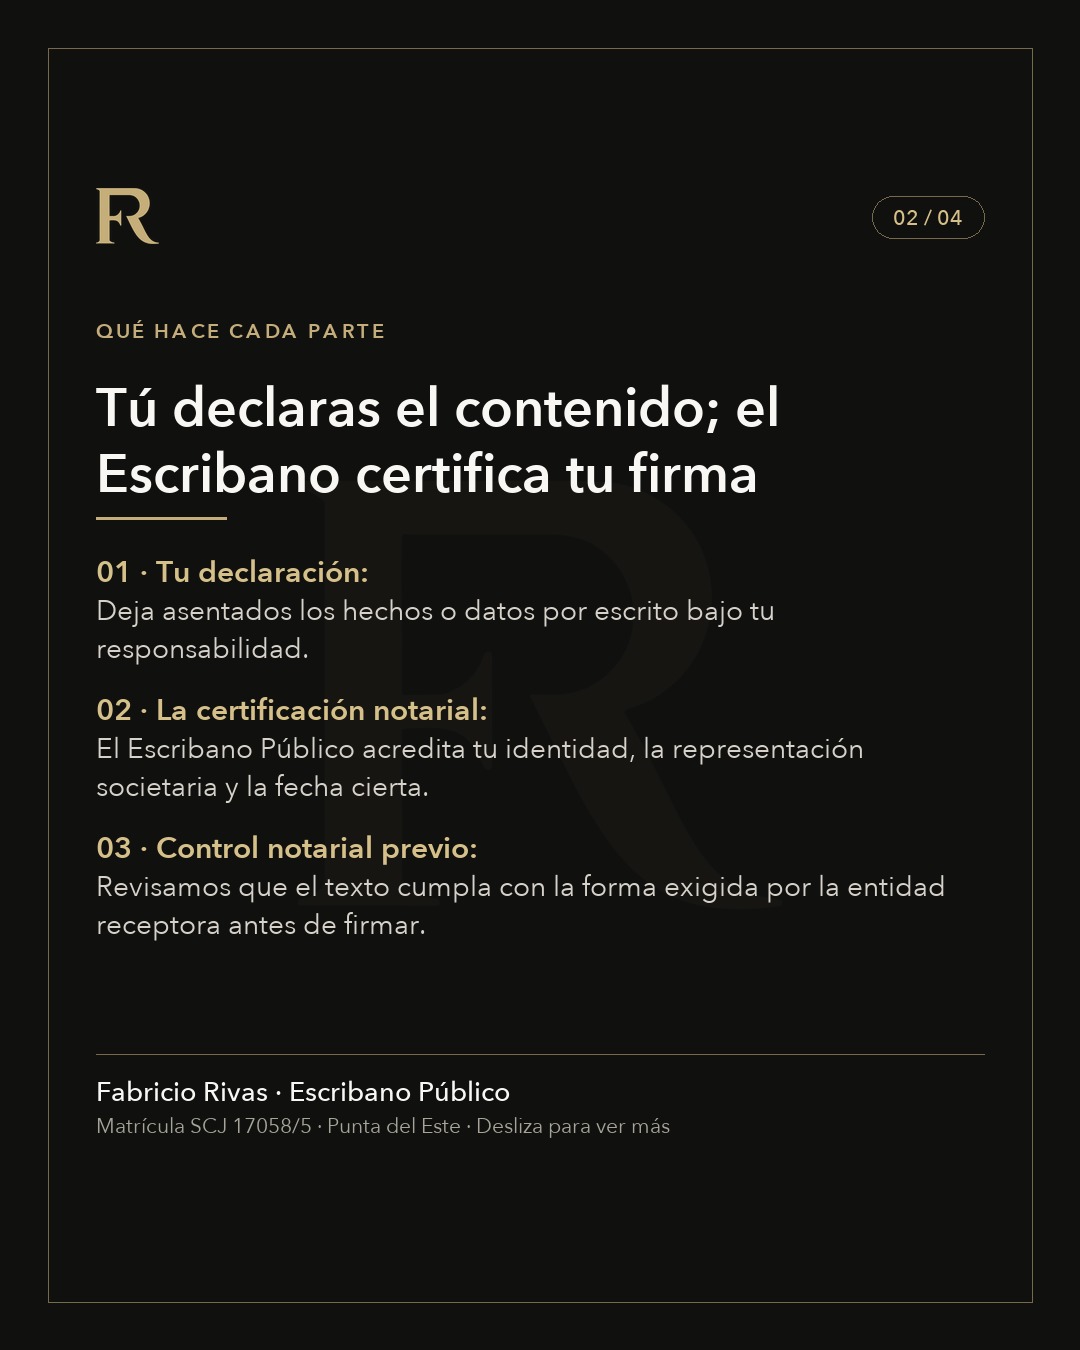 R
02 / 04
QUÉ HACE CADA PARTE
Tú declaras el contenido; el
Escribano certifica tu firma
01 · Tu declaración:
Deja asentados los hechos o datos por escrito bajo tu
responsabilidad.
02 · La certificación notarial:
El Escribano Público acredita tu identidad, la representación
societaria y la fecha cierta.
03 · Control notarial previo:
Revisamos que el texto cumpla con la forma exigida por la entidad
receptora antes de firmar.
Fabricio Rivas · Escribano Público
Matrícula SCJ 17058/5 · Punta del Este · Desliza para ver más